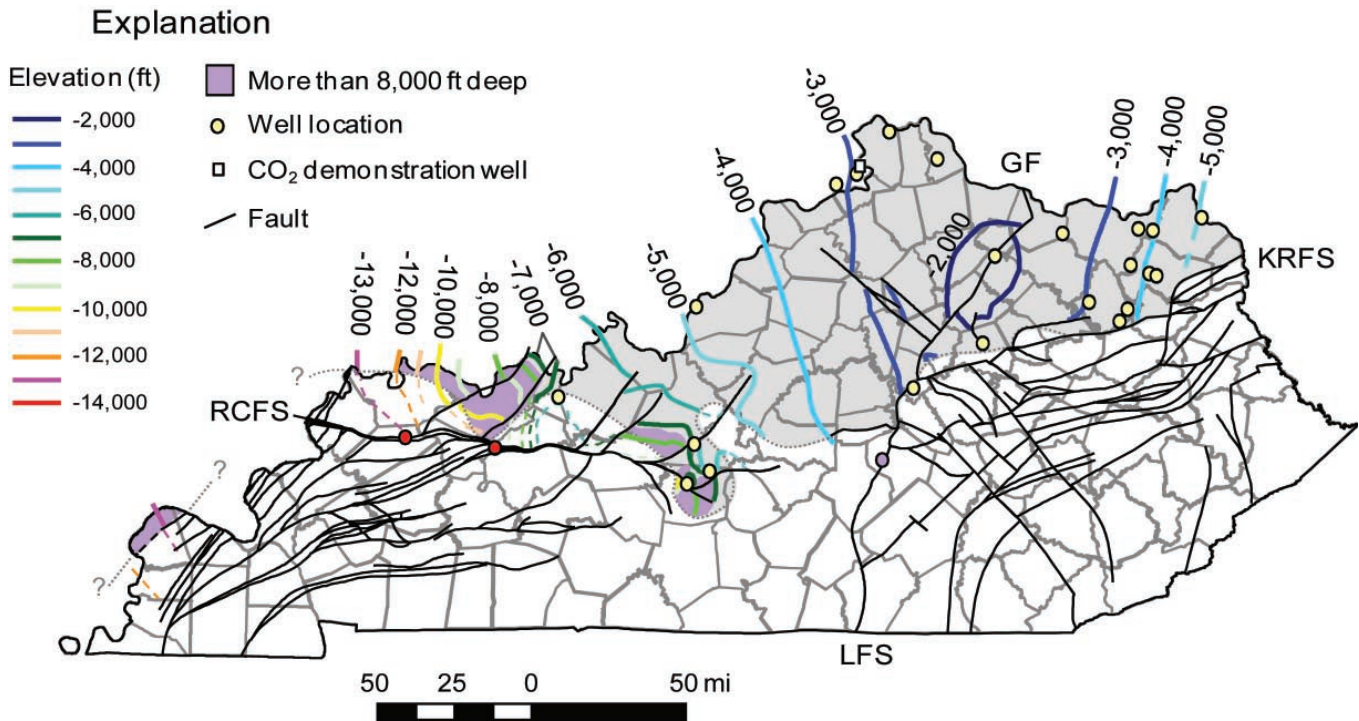 Explanation
Elevation (ft)
-2,000
-4,000
-6,000
-8,000
-10,000
-12,000
-14,000
More than 8,000 ft deep
Well location
CO₂ demonstration well
Fault
-13,000
-12,000
-10,000
-8,000
-7,000
-6,000
-5,000
-4,000
-3,000
-2,000
GF
-3,000
-4,000
-5,000
KRFS
?
RCFS
?
?
LFS
50 25 0 50 mi